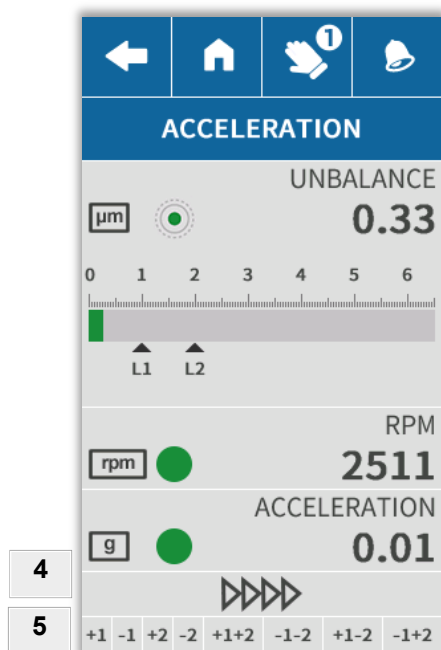 1
ACCELERATION
UNBALANCE
µm
0.33
0 1 2 3 4 5 6
L1 L2
RPM
rpm
2511
ACCELERATION
g
0.01
4
5
+1 -1 +2 -2 +1+2 -1-2 +1-2 -1+2